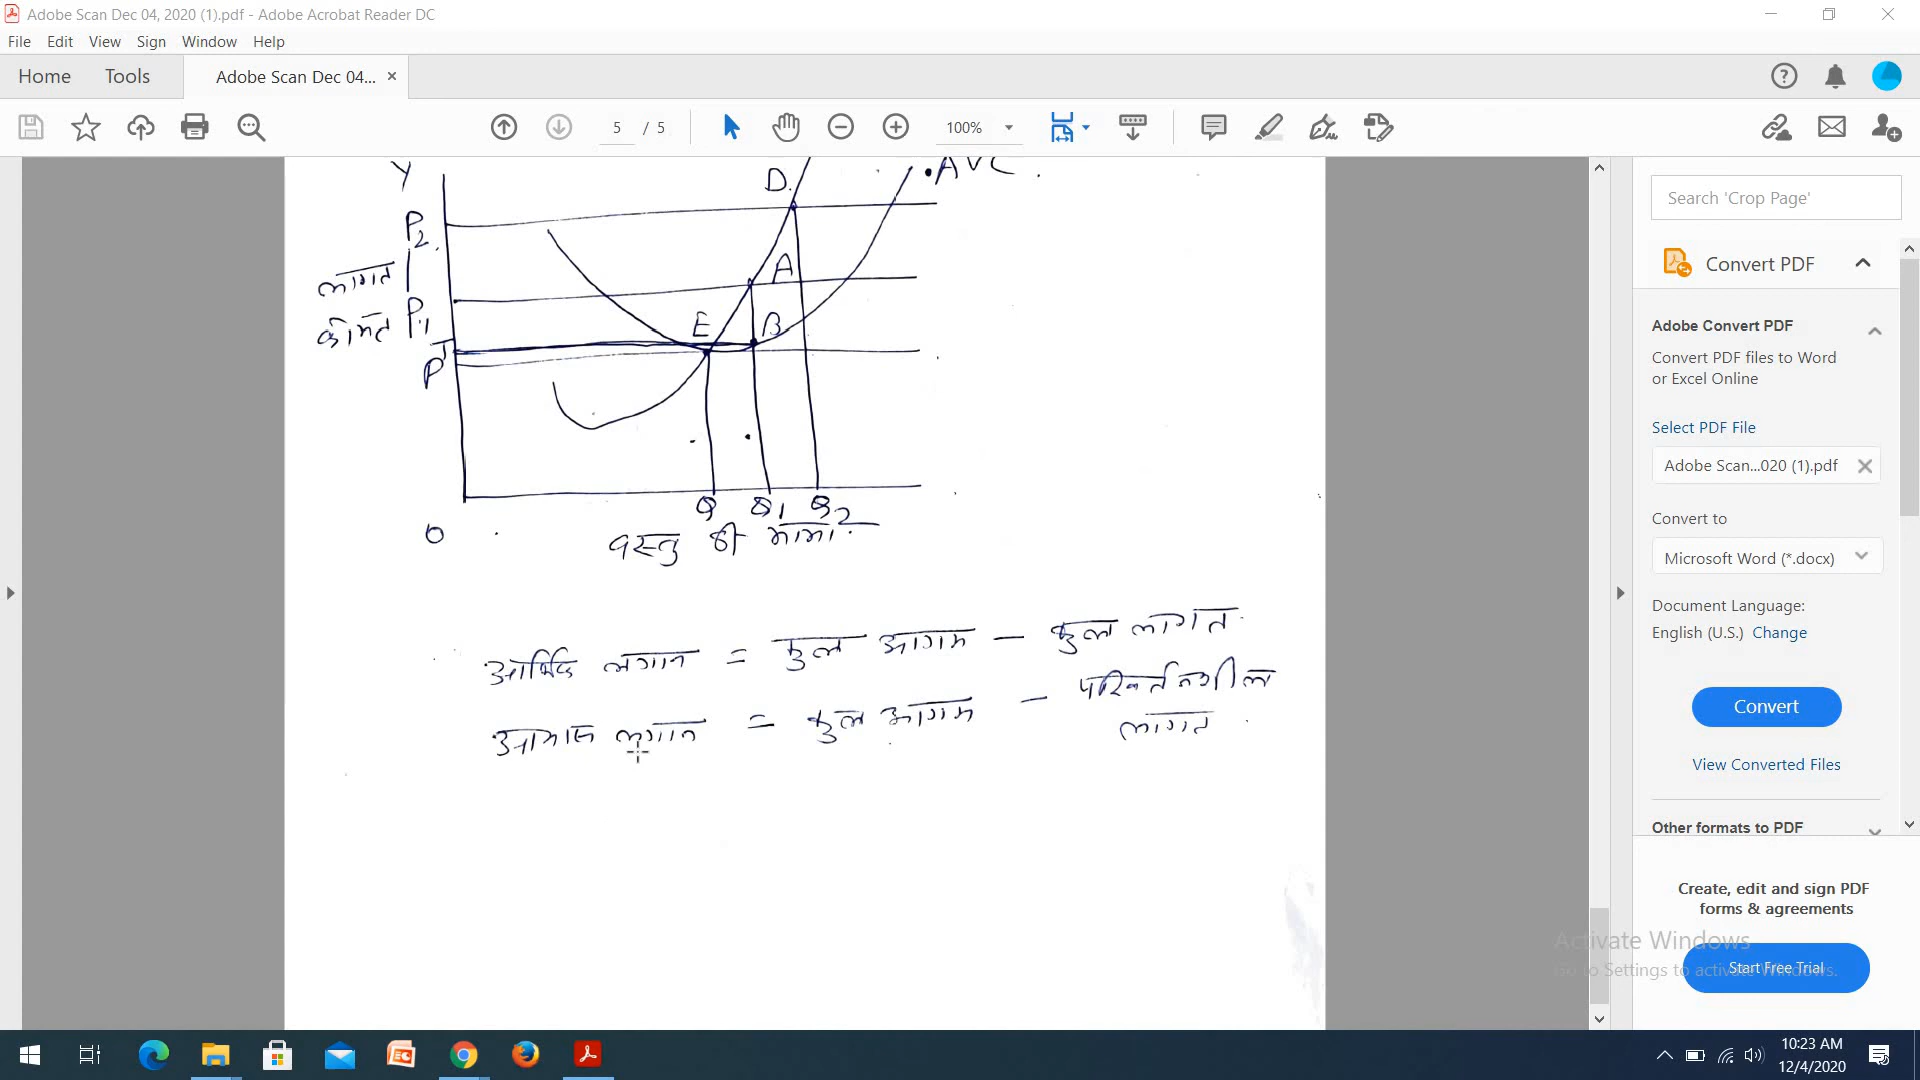 Adobe Scan Dec 04, 2020 (1).pdf - Adobe Acrobat Reader DC
File Edit View Sign Window Help
Home Tools Adobe Scan Dec 04... ×
5 / 5 100%
Y
D
AVC
P2
लागत
A
P1
कीमत
E B
P
O
Q Q1 Q2
वस्तु की मात्रा
आर्थिक लगान = कुल आगम - कुल लागत
आभास लगान = कुल आगम - परिवर्तनशील
लागत
Search 'Crop Page'
Convert PDF
Adobe Convert PDF
Convert PDF files to Word
or Excel Online
Select PDF File
Adobe Scan...020 (1).pdf
Convert to
Microsoft Word (*.docx)
Document Language:
English (U.S.) Change
Convert
View Converted Files
Other formats to PDF
Create, edit and sign PDF
forms & agreements
Activate Windows
Go to Settings to activate Windows.
Start Free Trial
10:23 AM
12/4/2020